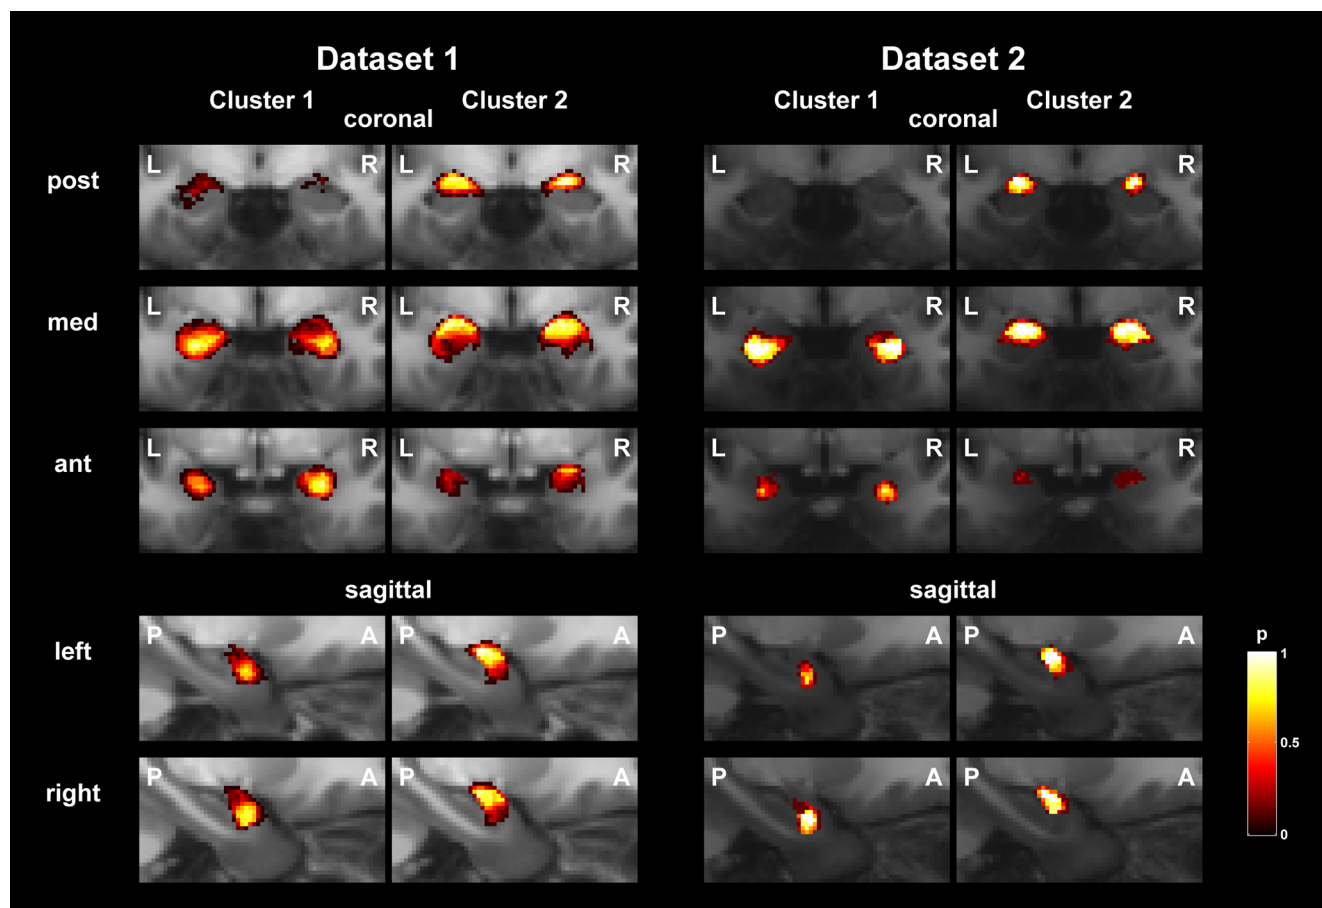 Dataset 1 Dataset 2
Cluster 1 Cluster 2 Cluster 1 Cluster 2
coronal coronal
post L R L R L R L R
med L R L R L R L R
ant L R L R L R L R
sagittal sagittal
left P A P A P A P A
p
1
0.5
0
right P A P A P A P A